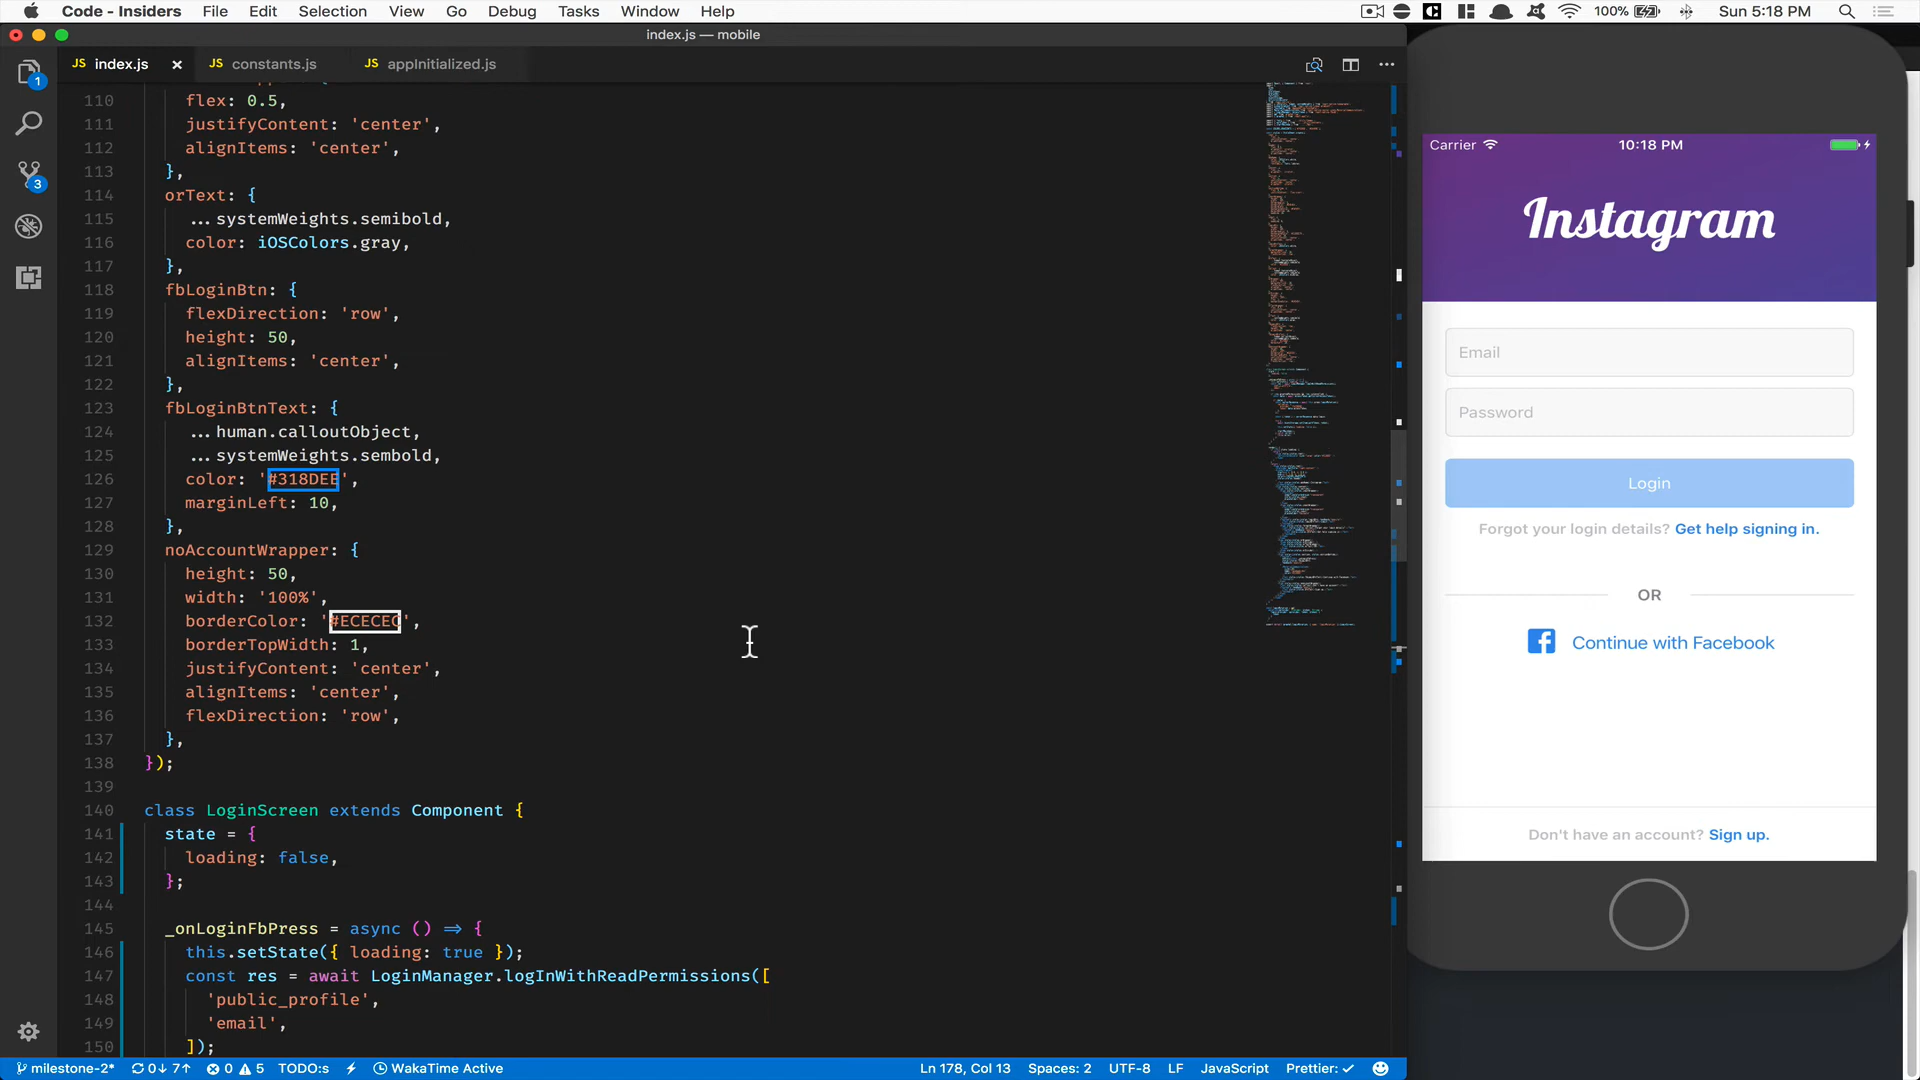 Code - Insiders File Edit Selection View Go Debug Tasks Window Help 100% Sun 5:18 PM
index.js — mobile
JS index.js JS constants.js JS appInitialized.js
110 flex: 0.5,
111 justifyContent: 'center',
112 alignItems: 'center',
113 },
114 orText: {
115 ...systemWeights.semibold,
116 color: iOSColors.gray,
117 },
118 fbLoginBtn: {
119 flexDirection: 'row',
120 height: 50,
121 alignItems: 'center',
122 },
123 fbLoginBtnText: {
124 ...human.calloutObject,
125 ...systemWeights.sembold,
126 color: '#318DEE',
127 marginLeft: 10,
128 },
129 noAccountWrapper: {
130 height: 50,
131 width: '100%',
132 borderColor: '#ECECEC',
133 borderTopWidth: 1,
134 justifyContent: 'center',
135 alignItems: 'center',
136 flexDirection: 'row',
137 },
138 });
139
140 class LoginScreen extends Component {
141 state = {
142 loading: false,
143 };
144
145 _onLoginFbPress = async () => {
146 this.setState({ loading: true });
147 const res = await LoginManager.logInWithReadPermissions([
148 'public_profile',
149 'email',
150 ]);
1
3
milestone-2* 0↓ 7↑ 0 5 TODO:s WakaTime Active Ln 178, Col 13 Spaces: 2 UTF-8 LF JavaScript Prettier: ✓
Carrier 10:18 PM
Instagram
Email
Password
Login
Forgot your login details? Get help signing in.
OR
Continue with Facebook
Don't have an account? Sign up.